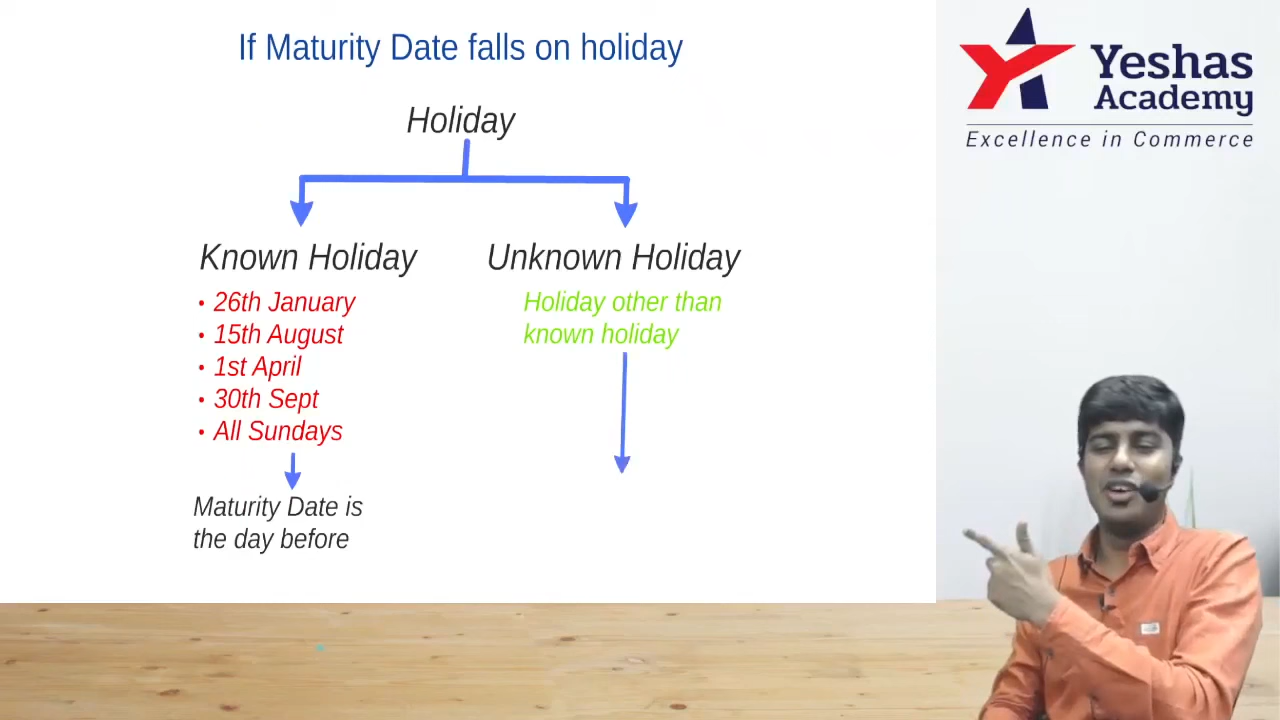 If Maturity Date falls on holiday
Holiday
Known Holiday
• 26th January
• 15th August
• 1st April
• 30th Sept
• All Sundays
Maturity Date is
the day before
Unknown Holiday
Holiday other than
known holiday
Yeshas
Academy
Excellence in Commerce